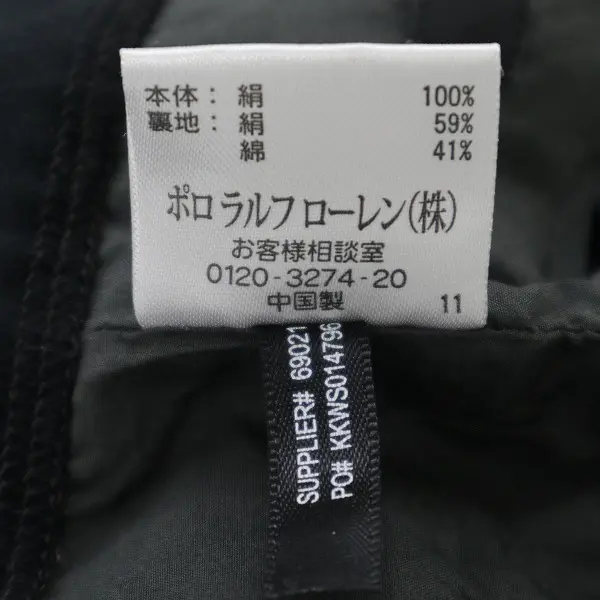 本体： 絹 100%
裏地： 絹 59%
綿 41%
ポロ ラルフ ローレン(株)
お客様相談室
0120-3274-20
中国製 11
SUPPLIER# 69021
PO# KKWS014796